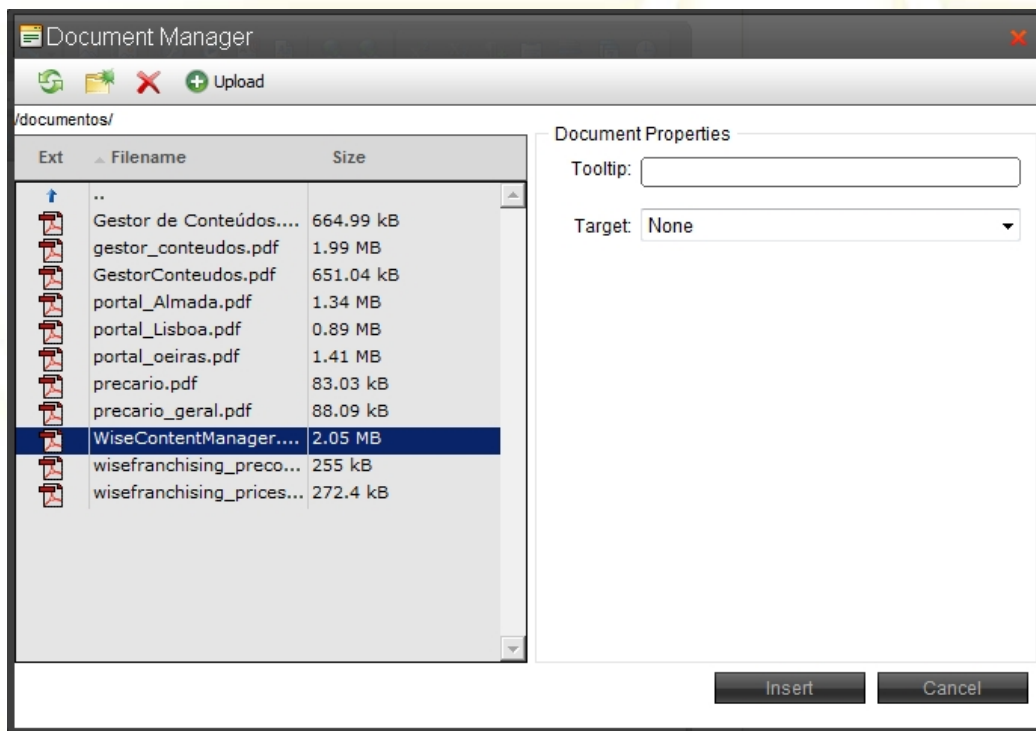 Document Manager
Upload
/documentos/
Ext Filename Size
..
Gestor de Conteúdos.... 664.99 kB
gestor_conteudos.pdf 1.99 MB
GestorConteudos.pdf 651.04 kB
portal_Almada.pdf 1.34 MB
portal_Lisboa.pdf 0.89 MB
portal_oeiras.pdf 1.41 MB
precario.pdf 83.03 kB
precario_geral.pdf 88.09 kB
WiseContentManager.... 2.05 MB
wisefranchising_preco... 255 kB
wisefranchising_prices... 272.4 kB
Document Properties
Tooltip:
Target: None
Insert Cancel